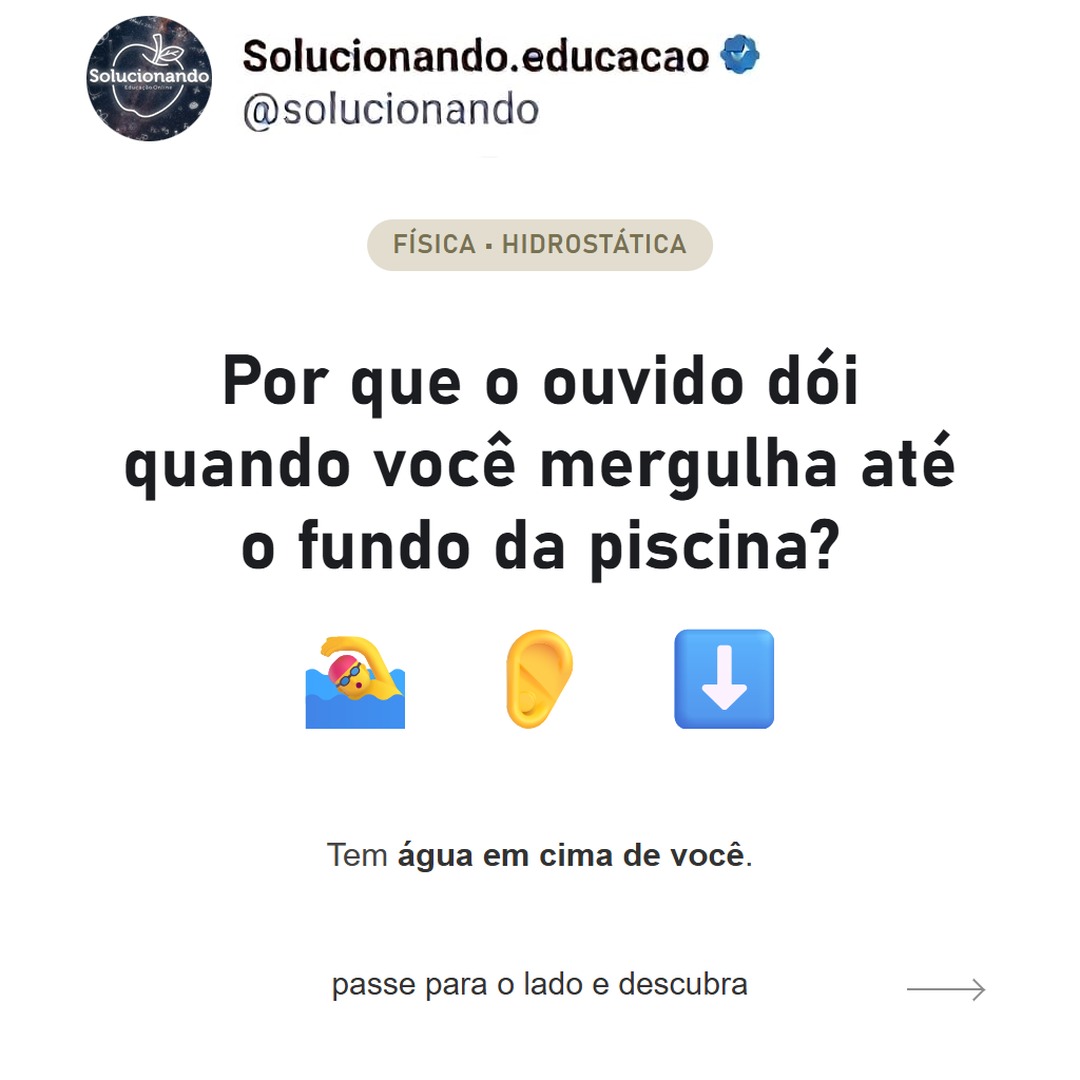 Solucionando
Educação Online
Solucionando.educacao
@solucionando
FÍSICA • HIDROSTÁTICA
Por que o ouvido dói
quando você mergulha até
o fundo da piscina?
Tem água em cima de você.
passe para o lado e descubra